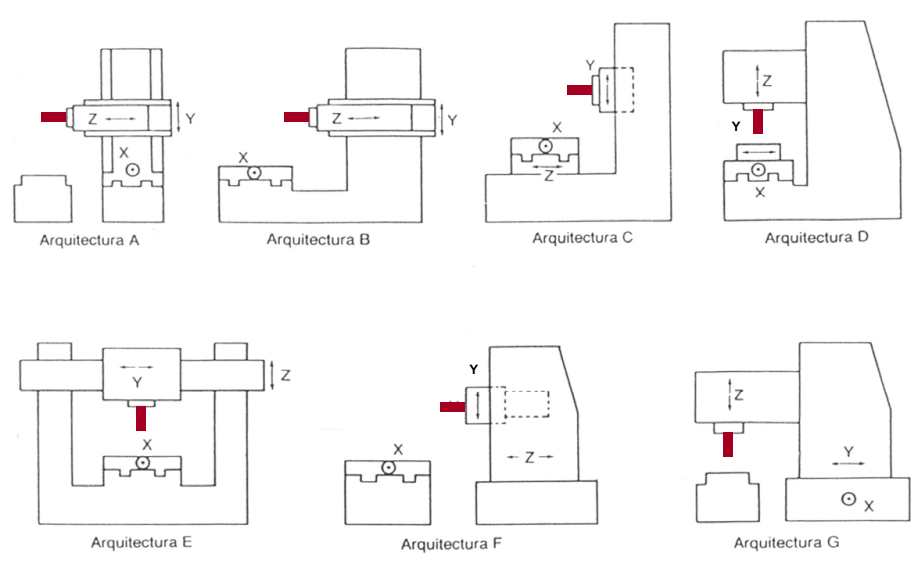 Z
Y
X
Arquitectura A
Z
Y
X
Arquitectura B
Y
X
Z
Arquitectura C
Z
Y
X
Arquitectura D
Z
Y
X
Arquitectura E
Y
X
Z
Arquitectura F
Z
Y
X
Arquitectura G